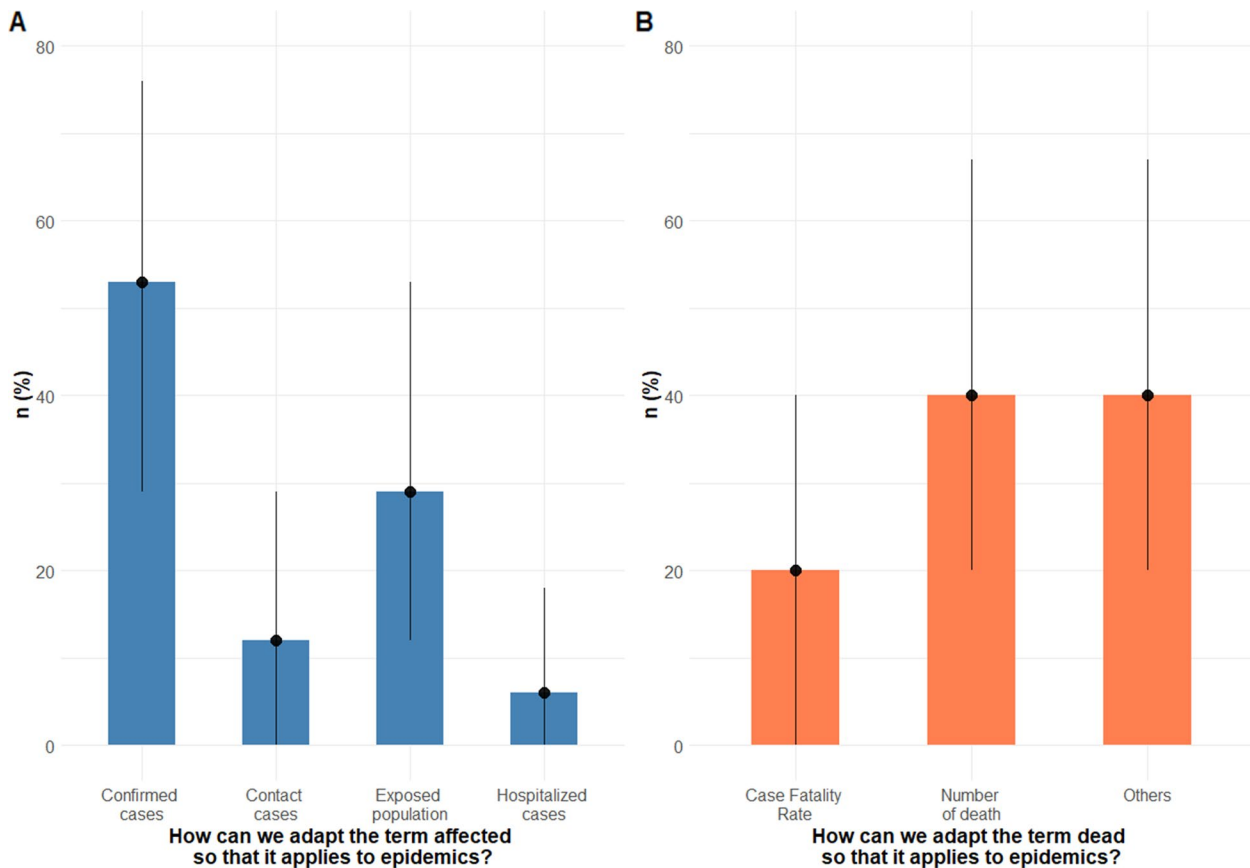 A
80
60
40
20
0
n (%)
Confirmed
cases
Contact
cases
Exposed
population
Hospitalized
cases
How can we adapt the term affected
so that it applies to epidemics?
B
80
60
40
20
0
n (%)
Case Fatality
Rate
Number
of death
Others
How can we adapt the term dead
so that it applies to epidemics?